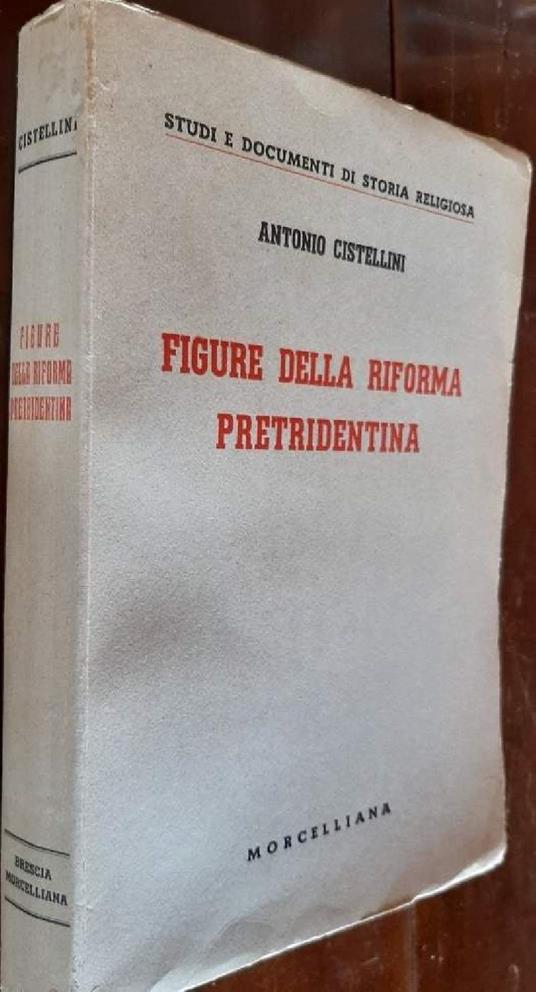 STUDI E DOCUMENTI DI STORIA RELIGIOSA
ANTONIO CISTELLINI
FIGURE DELLA RIFORMA
PRETRIDENTINA
MORCELLIANA
CISTELLINI
FIGURE
DELLA RIFORMA
PRETRIDENTINA
BRESCIA
MORCELLIANA